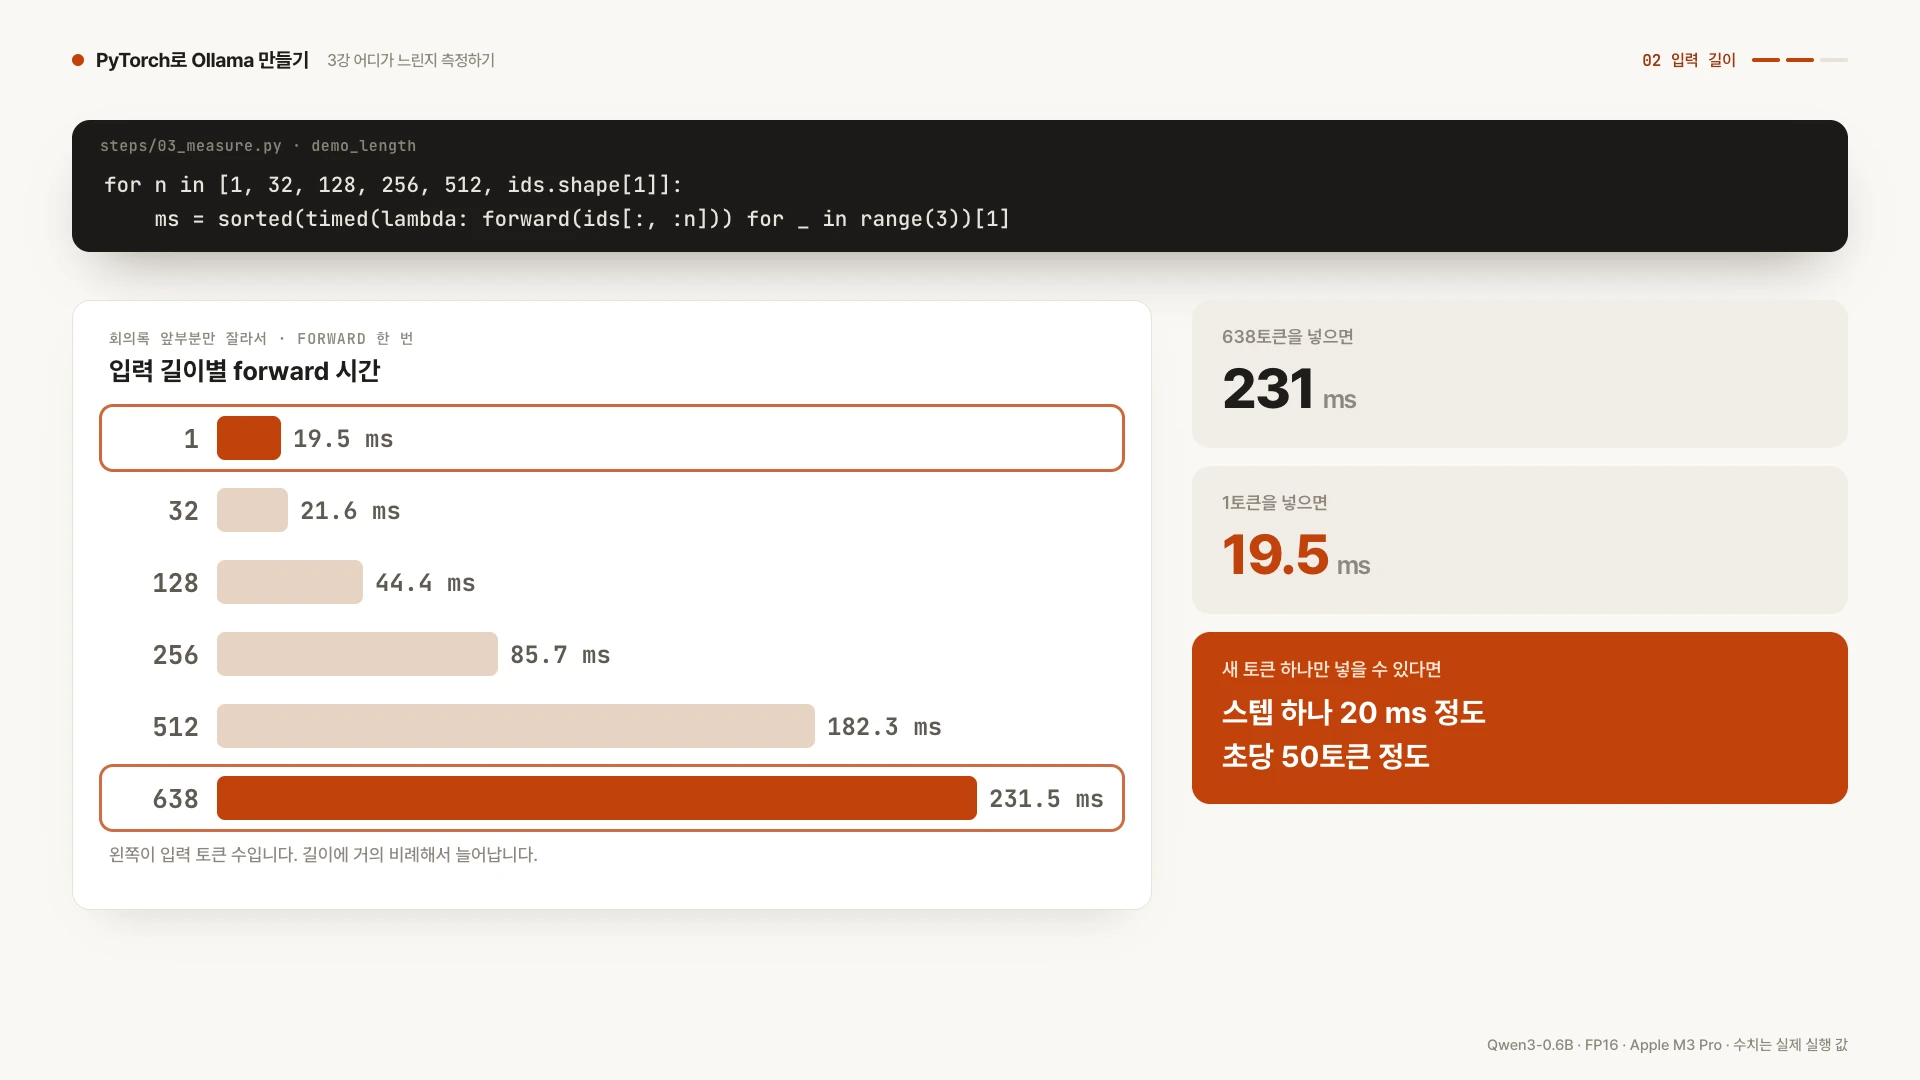 PyTorch로 Ollama 만들기 3강 어디가 느린지 측정하기
02 입력 길이
steps/03_measure.py · demo_length
for n in [1, 32, 128, 256, 512, ids.shape[1]]:
    ms = sorted(timed(lambda: forward(ids[:, :n])) for _ in range(3))[1]
회의록 앞부분만 잘라서 · FORWARD 한 번
입력 길이별 forward 시간
1 19.5 ms
32 21.6 ms
128 44.4 ms
256 85.7 ms
512 182.3 ms
638 231.5 ms
왼쪽이 입력 토큰 수입니다. 길이에 거의 비례해서 늘어납니다.
638토큰을 넣으면
231 ms
1토큰을 넣으면
19.5 ms
새 토큰 하나만 넣을 수 있다면
스텝 하나 20 ms 정도
초당 50토큰 정도
Qwen3-0.6B · FP16 · Apple M3 Pro · 수치는 실제 실행 값